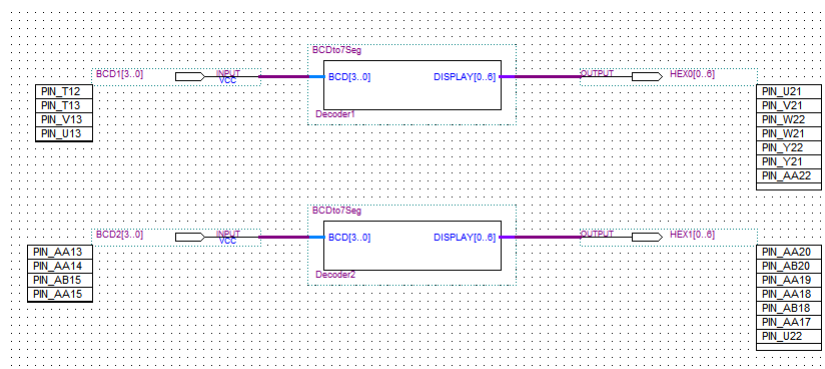 BCDto7Seg
BCD1[3..0] INPUT VCC BCD[3..0] DISPLAY[0..6] OUTPUT HEX0[0..6]
Decoder1
PIN_T12
PIN_T13
PIN_V13
PIN_U13
PIN_U21
PIN_V21
PIN_W22
PIN_W21
PIN_Y22
PIN_Y21
PIN_AA22
BCDto7Seg
BCD2[3..0] INPUT VCC BCD[3..0] DISPLAY[0..6] OUTPUT HEX1[0..6]
Decoder2
PIN_AA13
PIN_AA14
PIN_AB15
PIN_AA15
PIN_AA20
PIN_AB20
PIN_AA19
PIN_AA18
PIN_AB18
PIN_AA17
PIN_U22